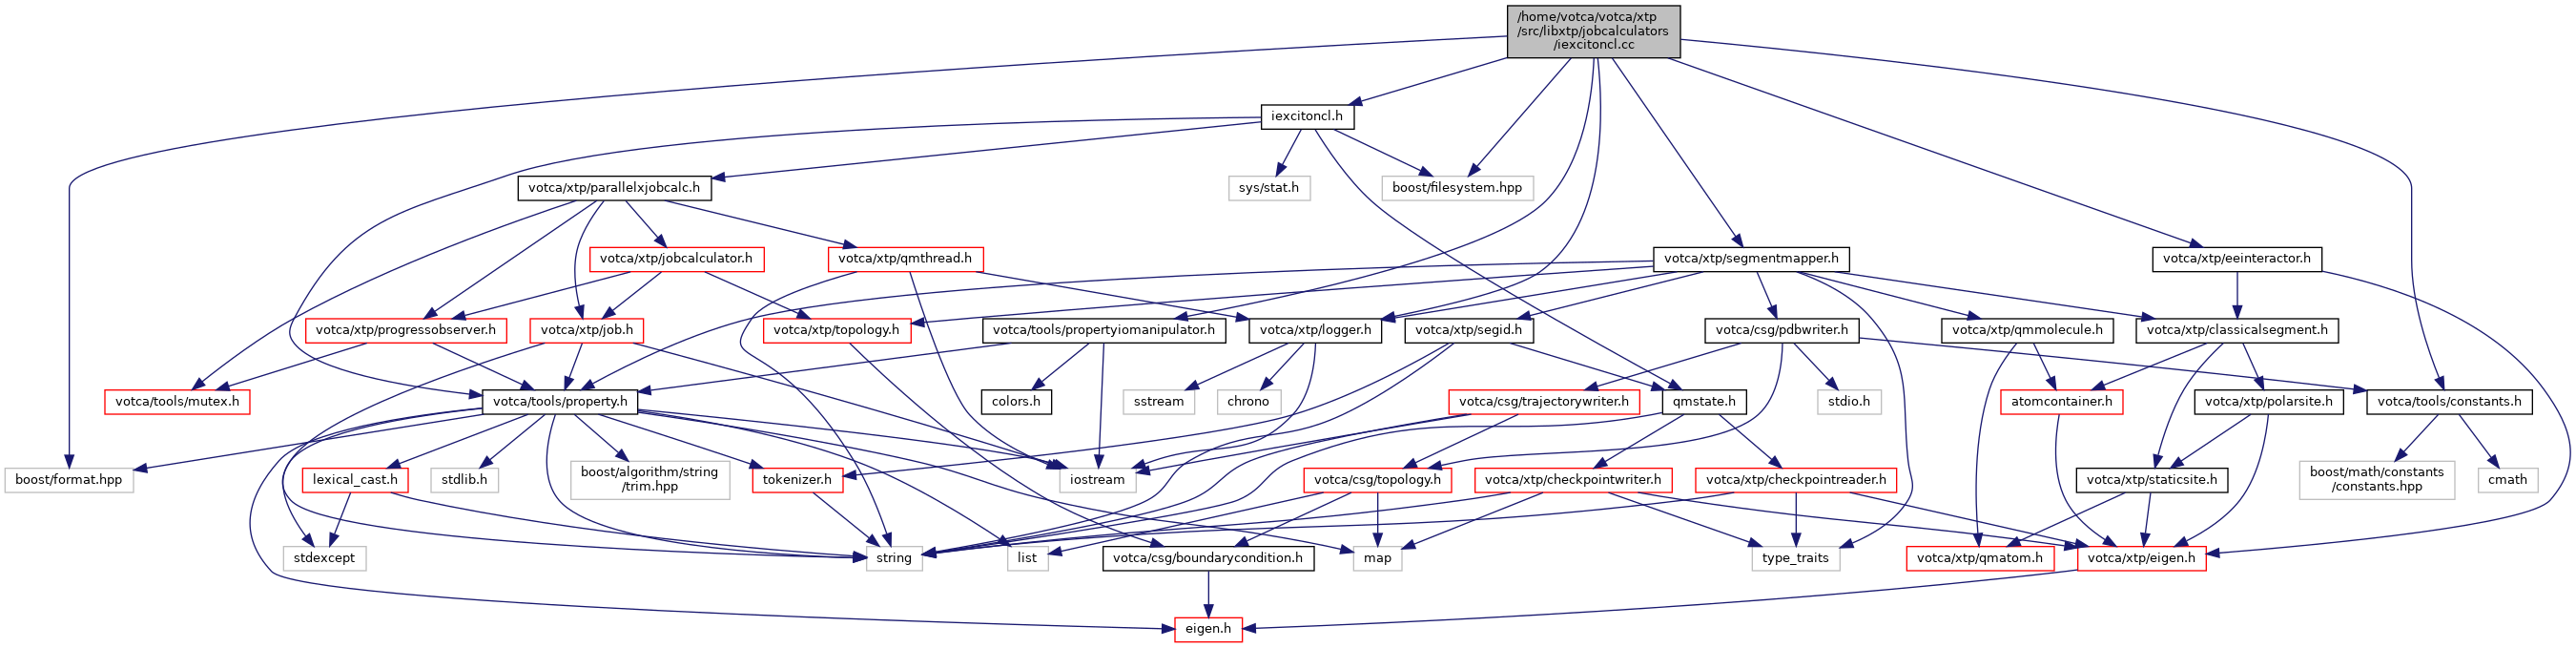 /home/votca/votca/xtp
/src/libxtp/jobcalculators
/iexcitoncl.cc
iexcitoncl.h
votca/xtp/parallelxjobcalc.h
sys/stat.h
boost/filesystem.hpp
votca/xtp/jobcalculator.h
votca/xtp/qmthread.h
votca/xtp/segmentmapper.h
votca/xtp/eeinteractor.h
votca/xtp/progressobserver.h
votca/xtp/job.h
votca/xtp/topology.h
votca/tools/propertyiomanipulator.h
votca/xtp/logger.h
votca/xtp/segid.h
votca/csg/pdbwriter.h
votca/xtp/qmmolecule.h
votca/xtp/classicalsegment.h
votca/tools/mutex.h
votca/tools/property.h
colors.h
sstream
chrono
votca/csg/trajectorywriter.h
qmstate.h
stdio.h
atomcontainer.h
votca/xtp/polarsite.h
votca/tools/constants.h
boost/format.hpp
lexical_cast.h
stdlib.h
boost/algorithm/string
/trim.hpp
tokenizer.h
iostream
votca/csg/topology.h
votca/xtp/checkpointwriter.h
votca/xtp/checkpointreader.h
votca/xtp/staticsite.h
boost/math/constants
/constants.hpp
cmath
stdexcept
string
list
votca/csg/boundarycondition.h
map
type_traits
votca/xtp/qmatom.h
votca/xtp/eigen.h
eigen.h